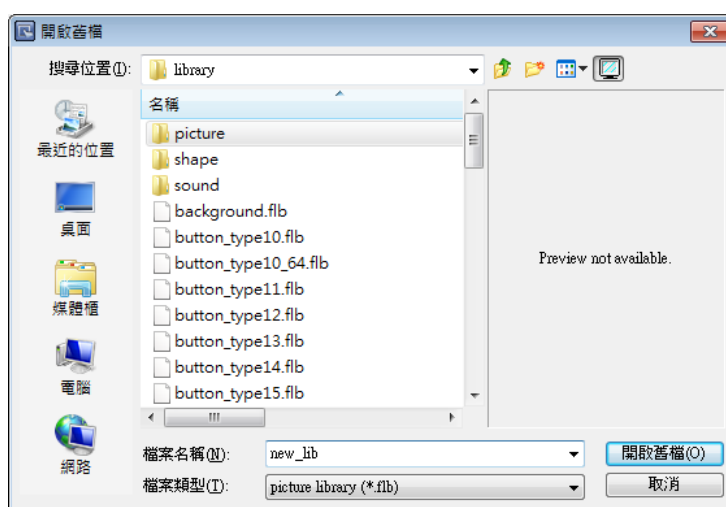 開啟舊檔
搜尋位置(I): library
名稱
picture
shape
sound
background.flb
button_type10.flb
button_type10_64.flb
button_type11.flb
button_type12.flb
button_type13.flb
button_type14.flb
button_type15.flb
最近的位置
桌面
媒體櫃
電腦
網路
Preview not available.
檔案名稱(N): new_lib 開啟舊檔(O)
檔案類型(T): picture library (*.flb) 取消